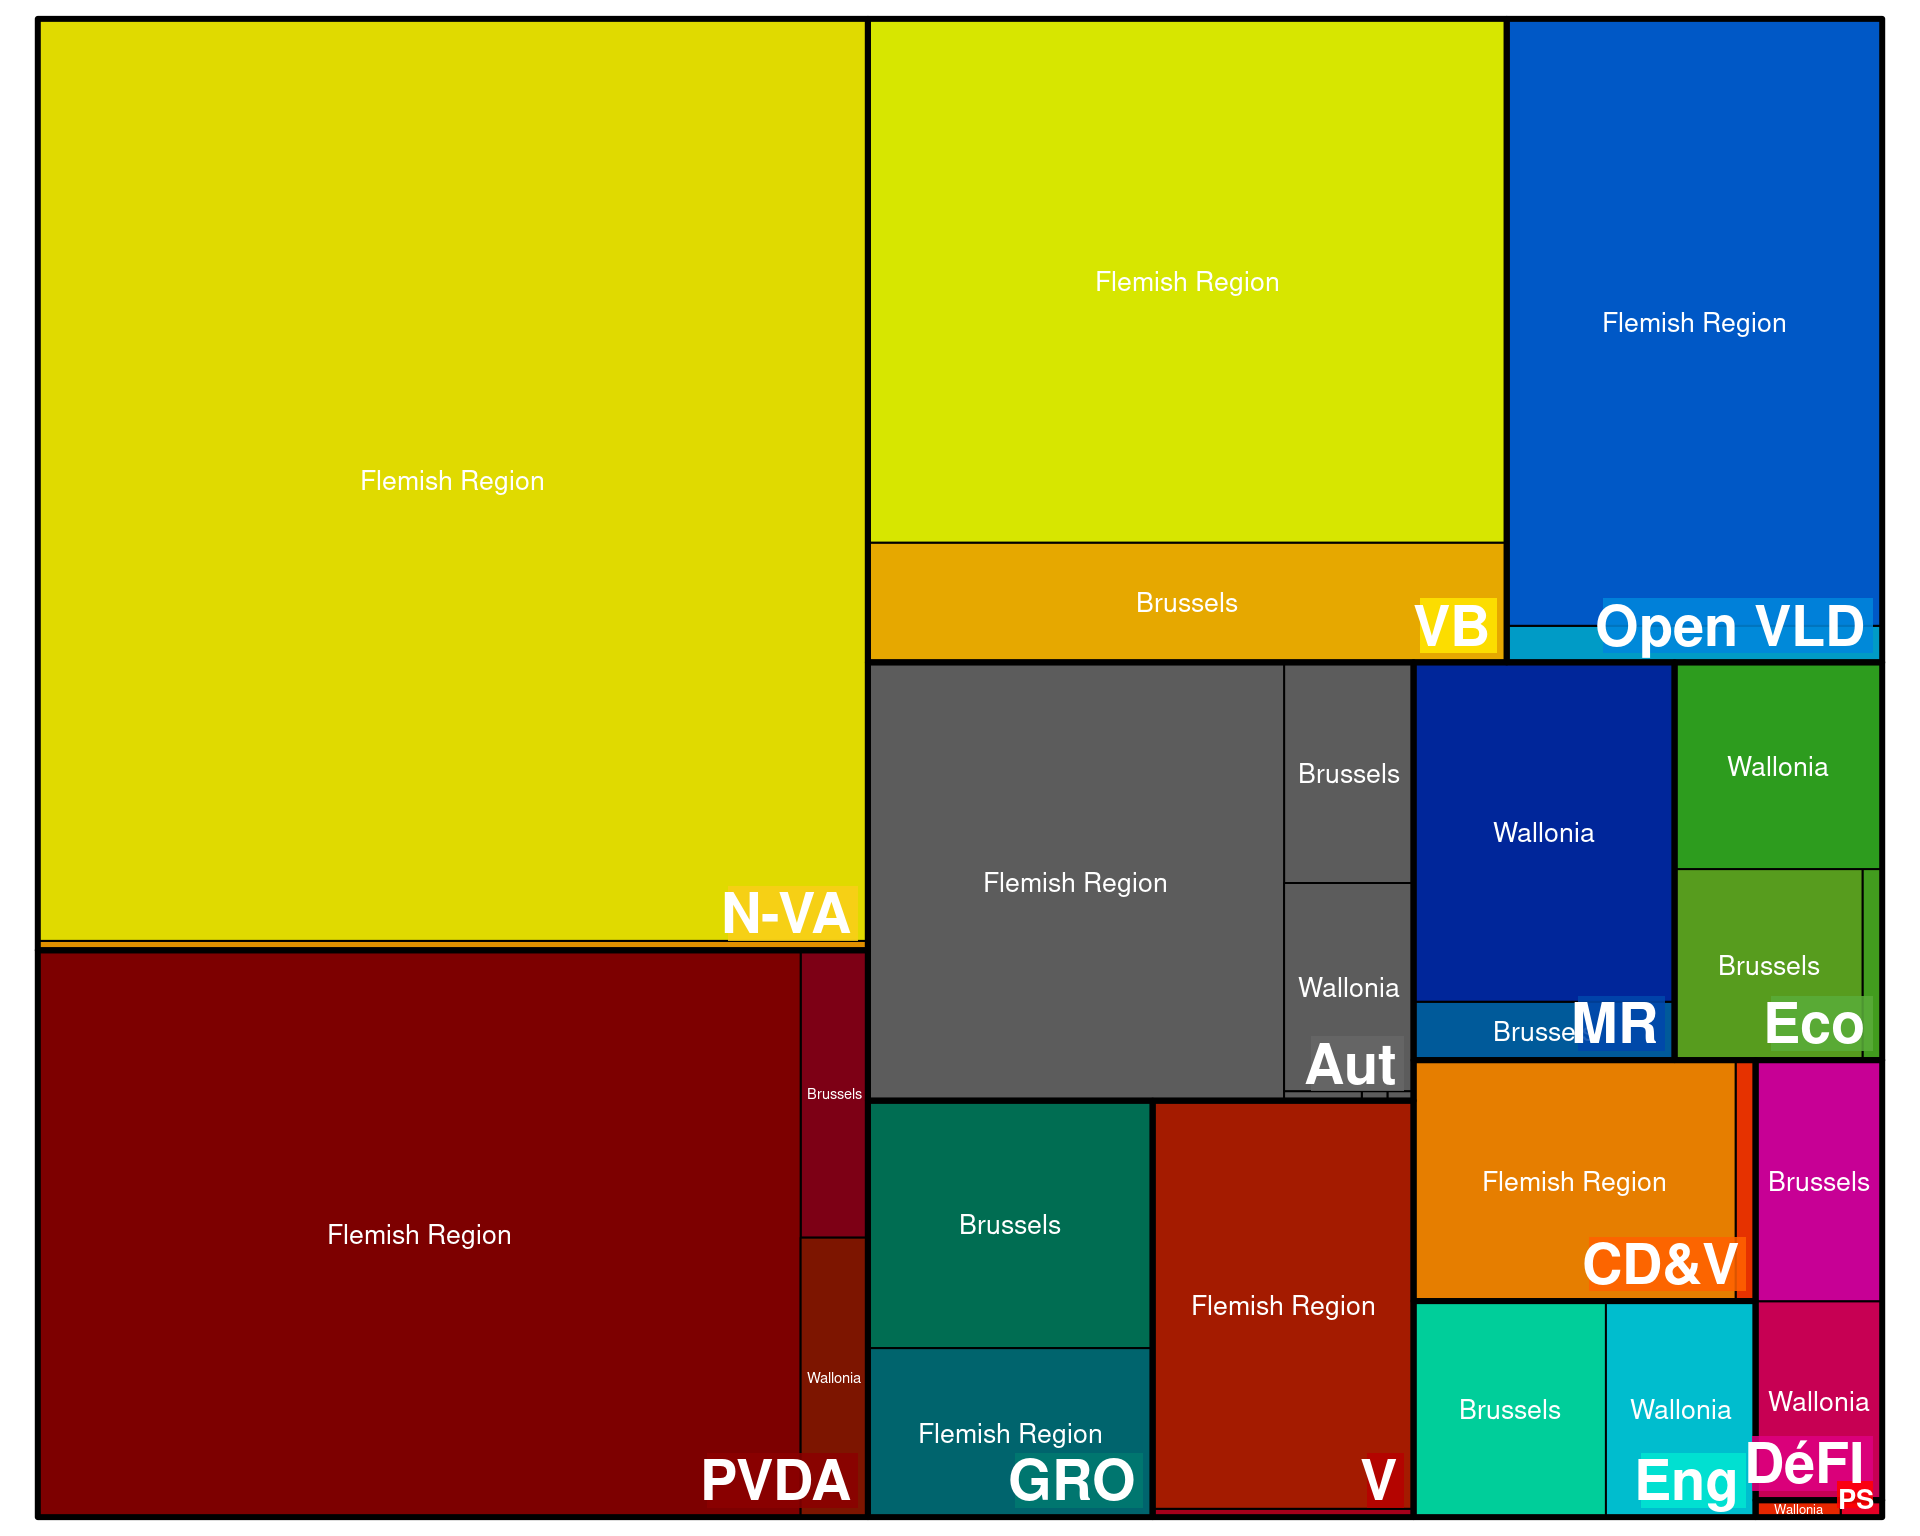 Flemish Region
N-VA
Flemish Region
Brussels
VB
Flemish Region
Open VLD
Flemish Region
Brussels
Wallonia
Aut
Wallonia
MR
Wallonia
Brussels
Eco
Flemish Region
Brussels
Wallonia
PVDA
Brussels
Flemish Region
GRO
Flemish Region
V
Flemish Region
CD&V
Brussels
Wallonia
DéFI
Brussels
Wallonia
Eng
Wallonia
PS